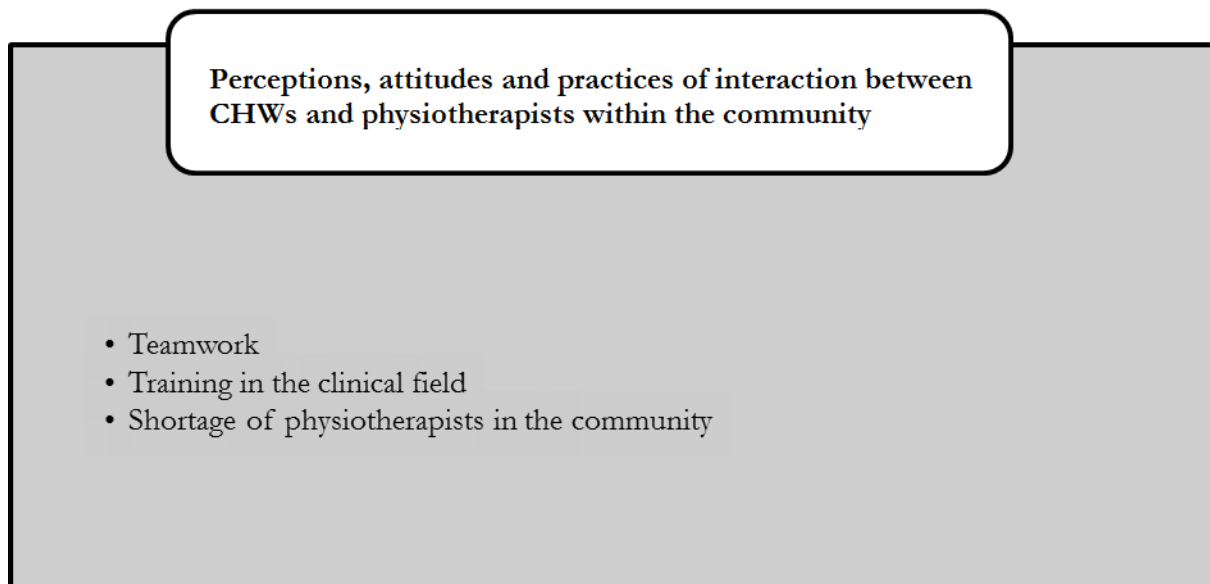 Perceptions, attitudes and practices of interaction between
CHWs and physiotherapists within the community
• Teamwork
• Training in the clinical field
• Shortage of physiotherapists in the community